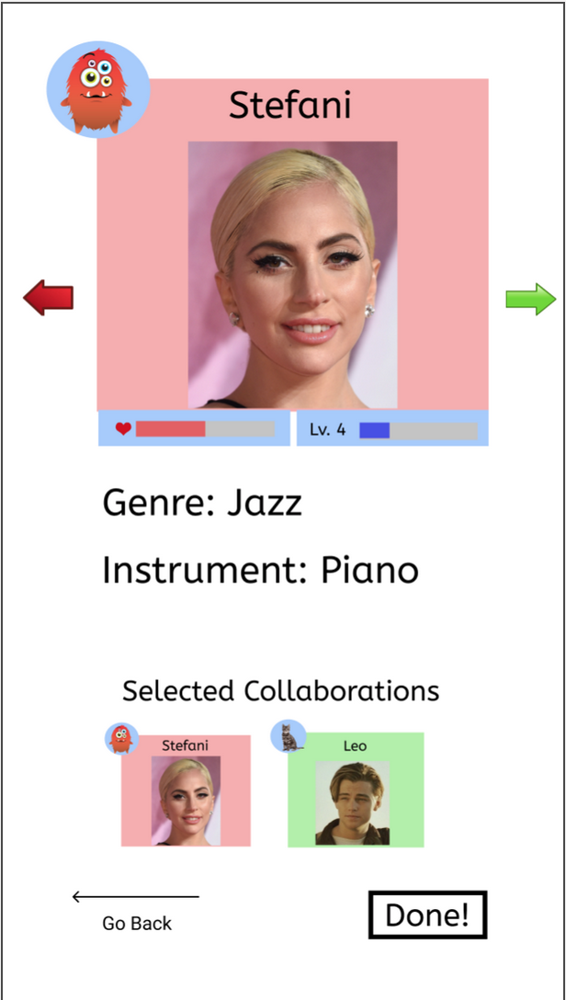 Stefani
Lv. 4
Genre: Jazz
Instrument: Piano
Selected Collaborations
Stefani
Leo
Go Back
Done!